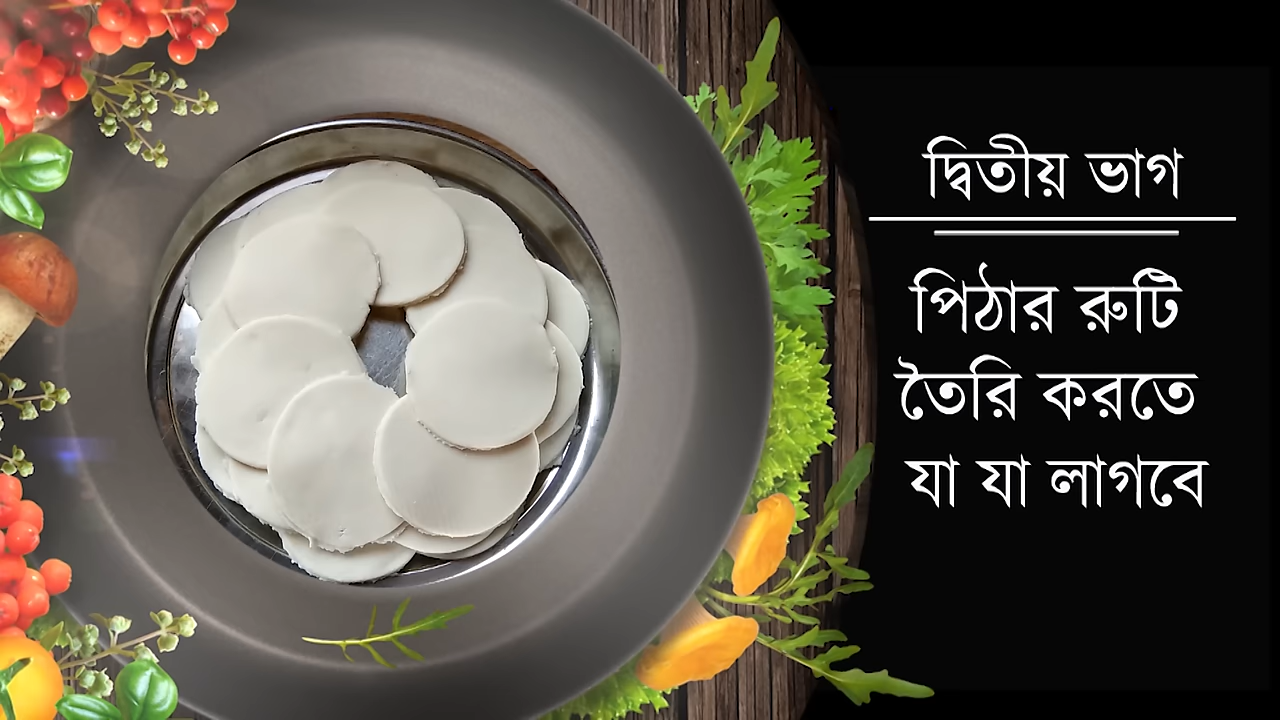 দ্বিতীয় ভাগ
পিঠার রুটি
তৈরি করতে
যা যা লাগবে